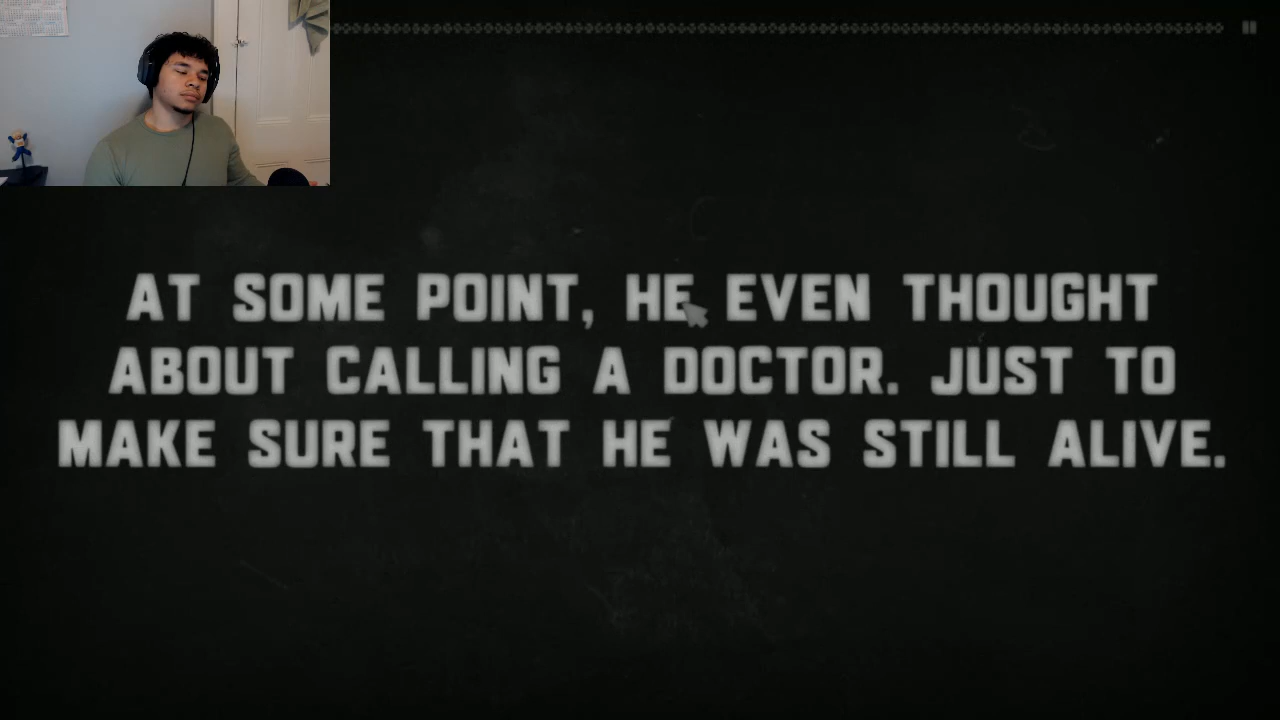 AT SOME POINT, HE EVEN THOUGHT
ABOUT CALLING A DOCTOR. JUST TO
MAKE SURE THAT HE WAS STILL ALIVE.